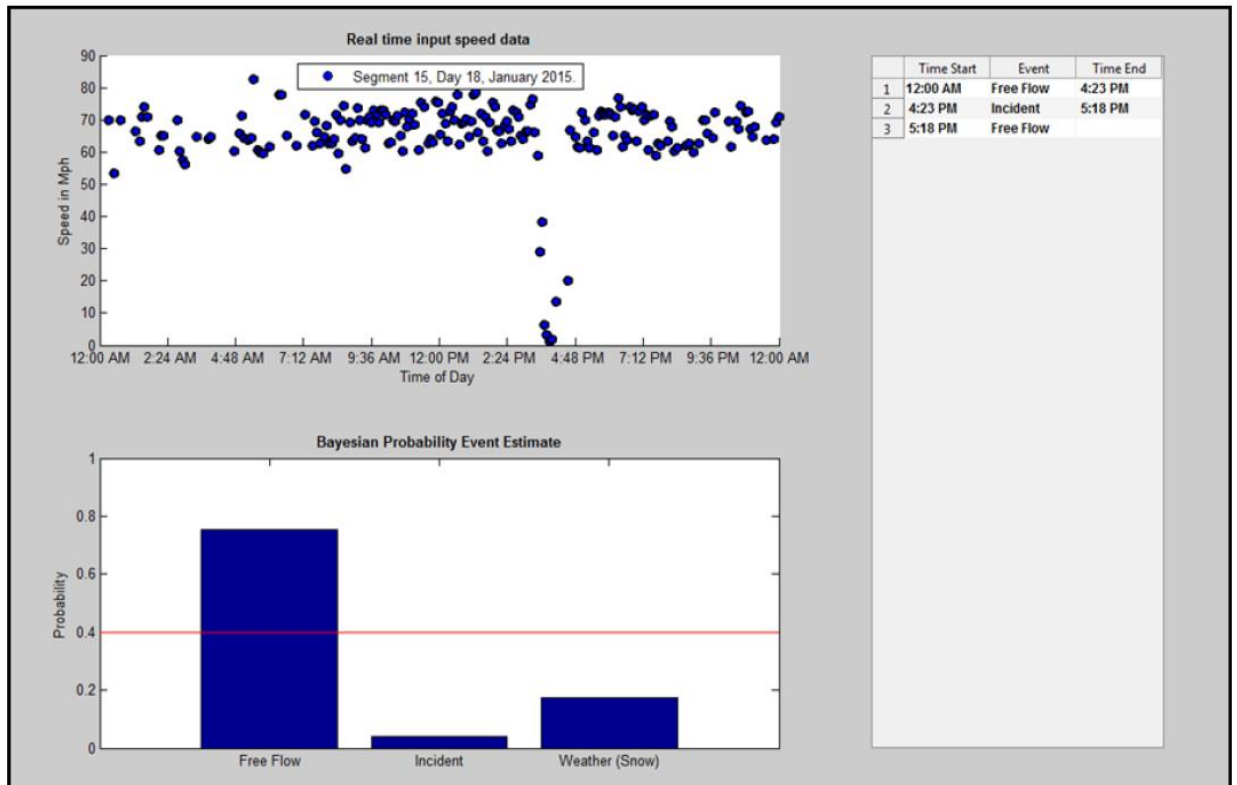 Real time input speed data
Segment 15, Day 18, January 2015.
90
80
70
60
50
40
30
20
10
0
Speed in Mph
12:00 AM 2:24 AM 4:48 AM 7:12 AM 9:36 AM 12:00 PM 2:24 PM 4:48 PM 7:12 PM 9:36 PM 12:00 AM
Time of Day
Bayesian Probability Event Estimate
1
0.8
0.6
0.4
0.2
0
Probability
Free Flow Incident Weather (Snow)
Time Start Event Time End
1 12:00 AM Free Flow 4:23 PM
2 4:23 PM Incident 5:18 PM
3 5:18 PM Free Flow